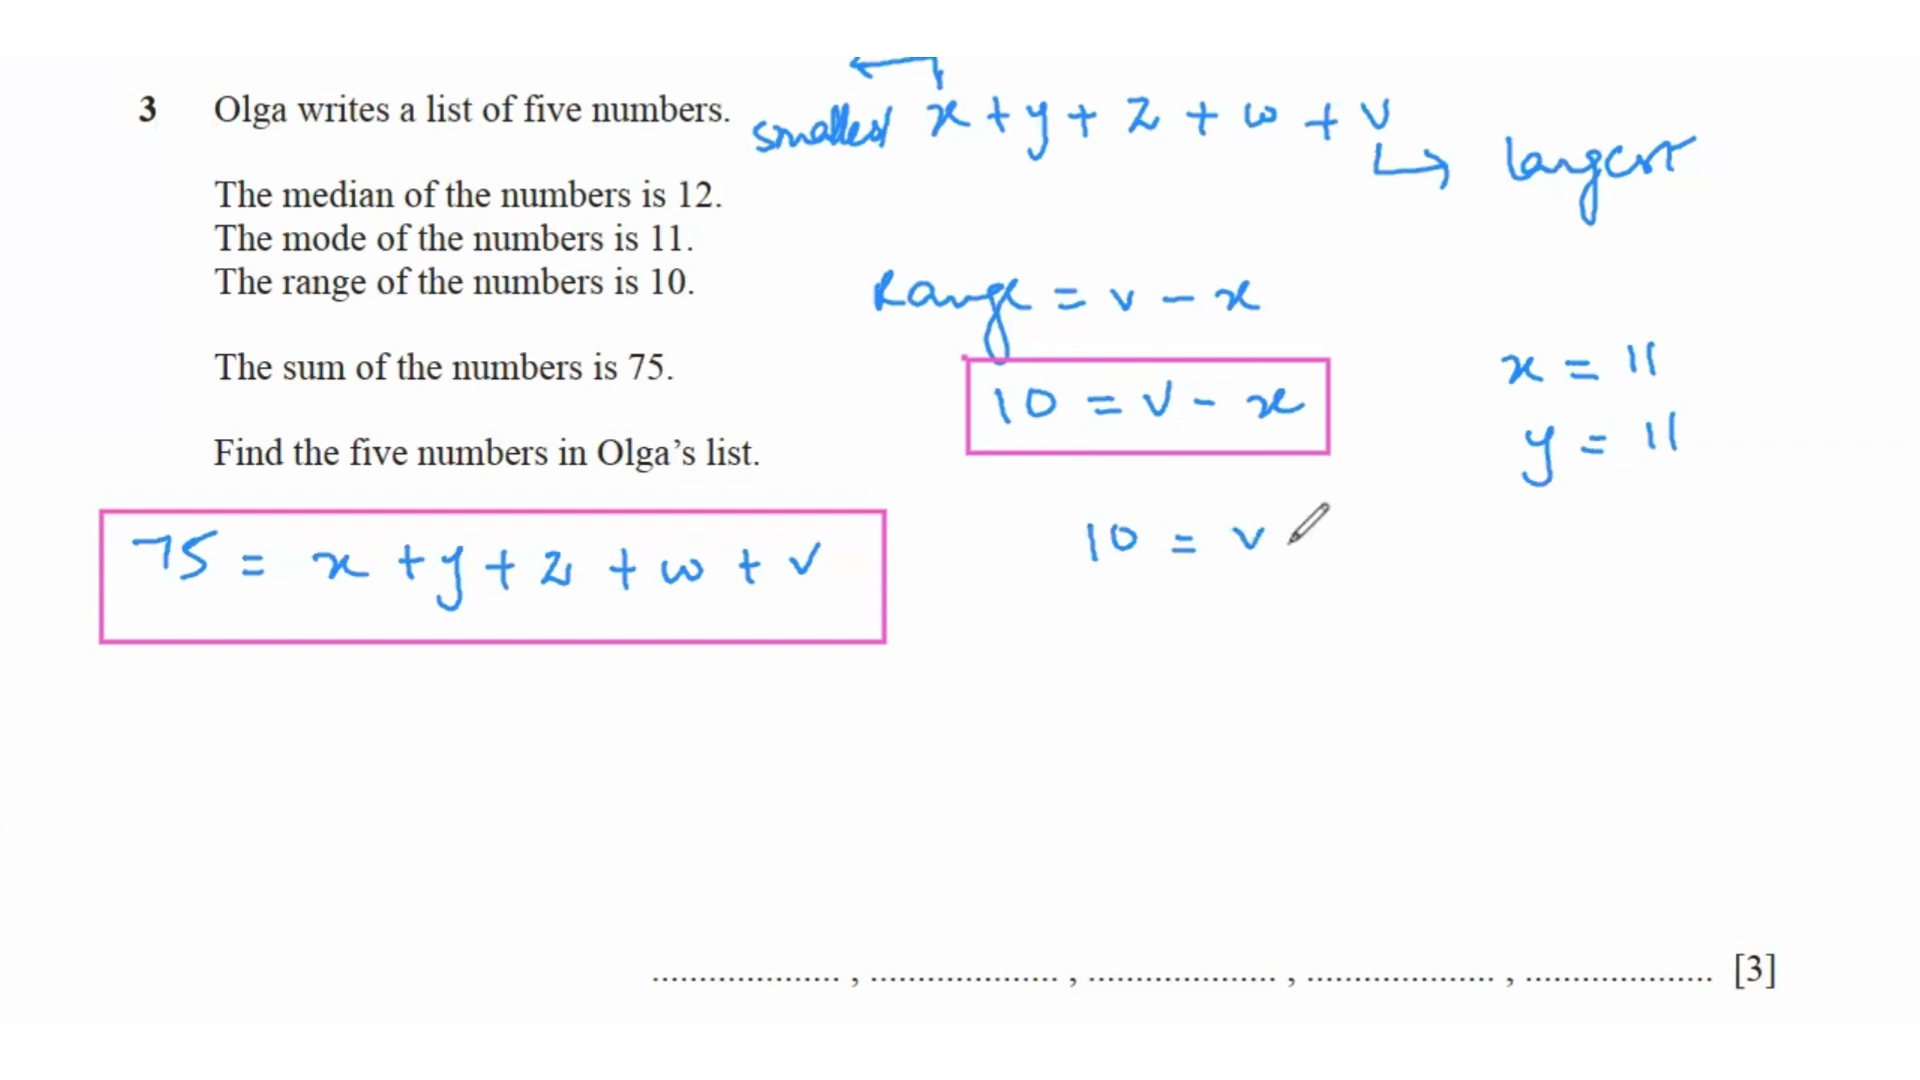 3 Olga writes a list of five numbers.
smallest x + y + z + w + v
largest
The median of the numbers is 12.
The mode of the numbers is 11.
The range of the numbers is 10.
Range = v - x
The sum of the numbers is 75.
10 = v - x
x = 11
y = 11
Find the five numbers in Olga’s list.
75 = x + y + z + w + v
10 = v
.................... , .................... , .................... , .................... , .................... [3]